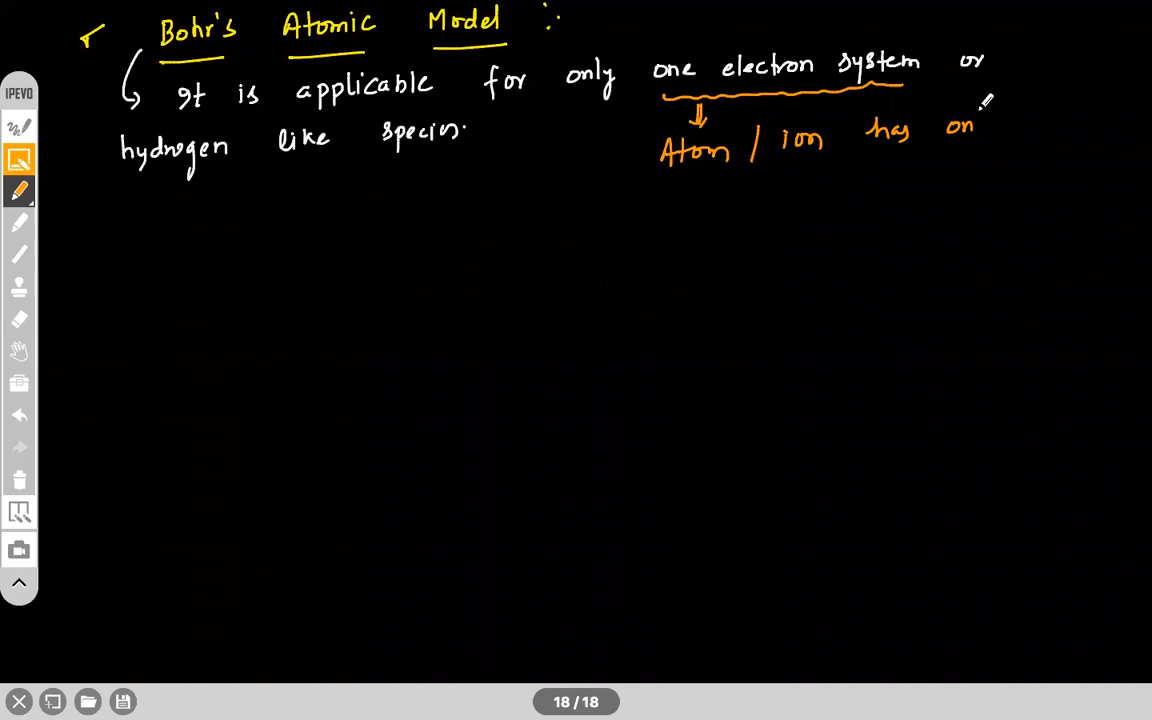 Bohr's Atomic Model :-
It is applicable for only one electron system or
hydrogen like species.
Atom / ion has on
IPEVO
18 / 18